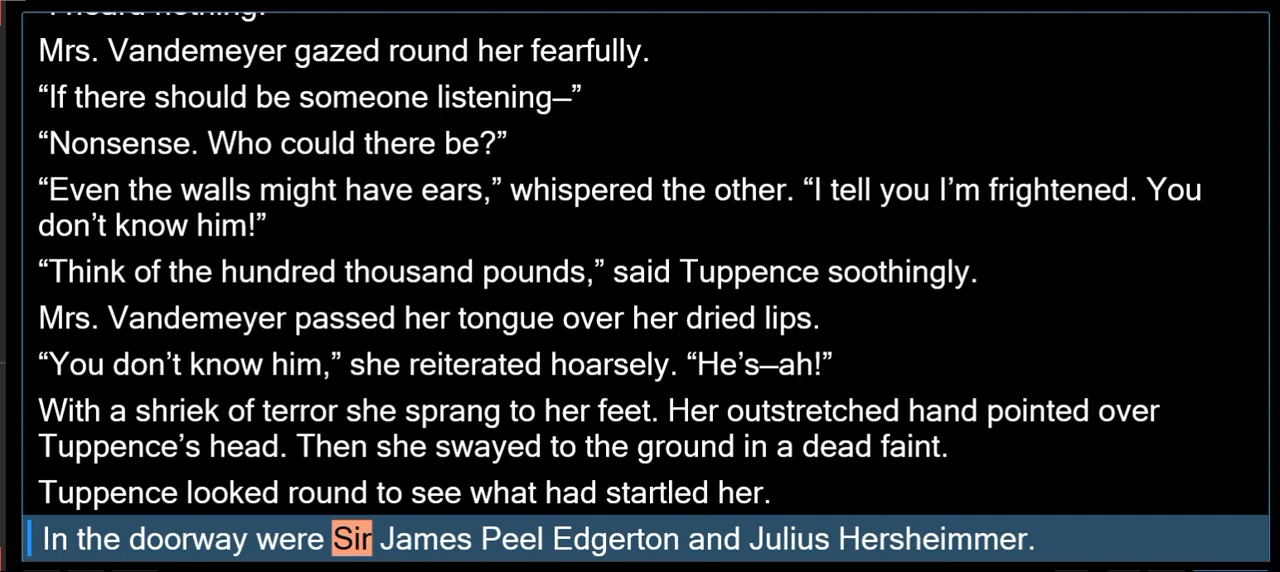 Mrs. Vandemeyer gazed round her fearfully.
“If there should be someone listening—”
“Nonsense. Who could there be?”
“Even the walls might have ears,” whispered the other. “I tell you I’m frightened. You
don’t know him!”
“Think of the hundred thousand pounds,” said Tuppence soothingly.
Mrs. Vandemeyer passed her tongue over her dried lips.
“You don’t know him,” she reiterated hoarsely. “He’s—ah!”
With a shriek of terror she sprang to her feet. Her outstretched hand pointed over
Tuppence’s head. Then she swayed to the ground in a dead faint.
Tuppence looked round to see what had startled her.
In the doorway were Sir James Peel Edgerton and Julius Hersheimmer.